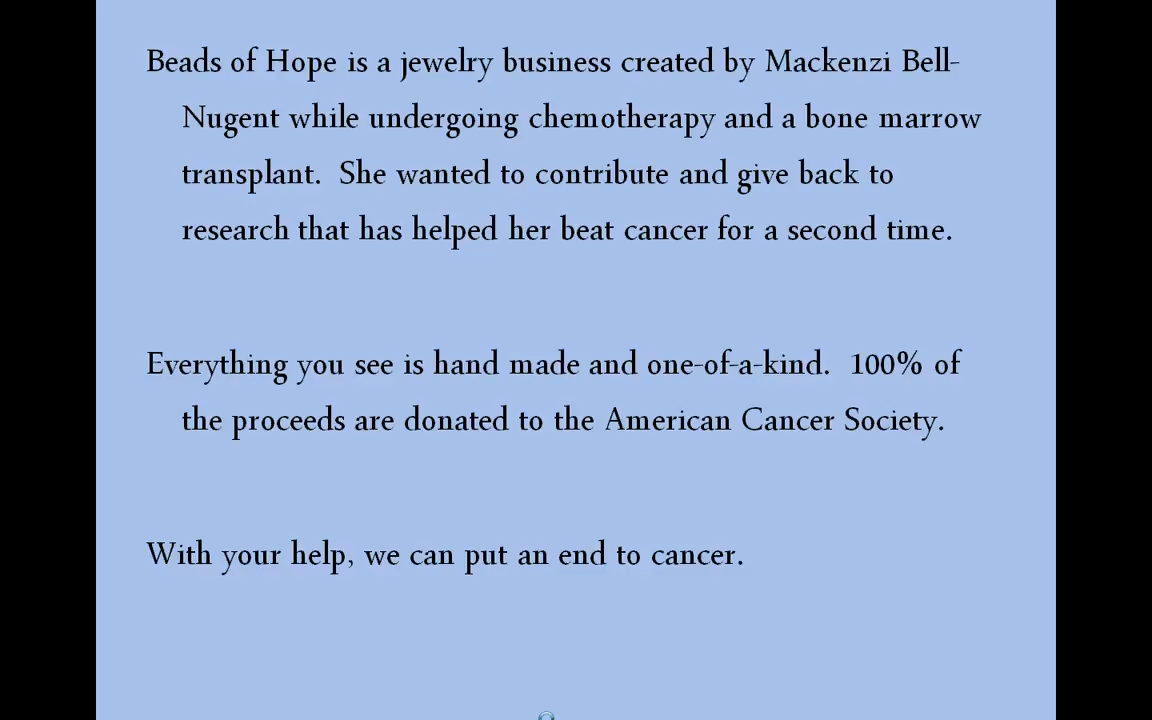 Beads of Hope is a jewelry business created by Mackenzi Bell-
Nugent while undergoing chemotherapy and a bone marrow
transplant.  She wanted to contribute and give back to
research that has helped her beat cancer for a second time.
Everything you see is hand made and one-of-a-kind.  100% of
the proceeds are donated to the American Cancer Society.
With your help, we can put an end to cancer.